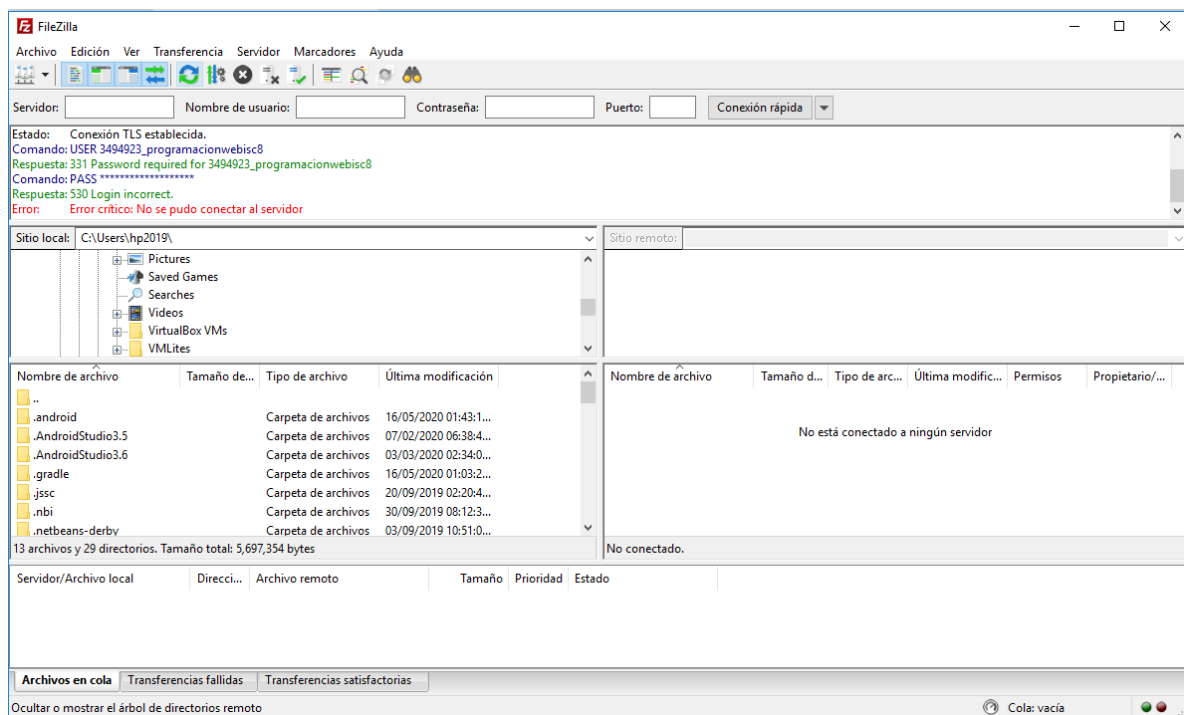 FileZilla
Archivo Edición Ver Transferencia Servidor Marcadores Ayuda
Servidor: Nombre de usuario: Contraseña: Puerto: Conexión rápida
Estado: Conexión TLS establecida.
Comando: USER 3494923_programacionwebisc8
Respuesta: 331 Password required for 3494923_programacionwebisc8
Comando: PASS *******************
Respuesta: 530 Login incorrect.
Error: Error crítico: No se pudo conectar al servidor
Sitio local: C:\Users\hp2019\
Sitio remoto:
Pictures
Saved Games
Searches
Videos
VirtualBox VMs
VMLites
Nombre de archivo Tamaño de... Tipo de archivo Última modificación
..
.android Carpeta de archivos 16/05/2020 01:43:1...
.AndroidStudio3.5 Carpeta de archivos 07/02/2020 06:38:4...
.AndroidStudio3.6 Carpeta de archivos 03/03/2020 02:34:0...
.gradle Carpeta de archivos 16/05/2020 01:03:2...
.jssc Carpeta de archivos 20/09/2019 02:20:4...
.nbi Carpeta de archivos 30/09/2019 08:12:3...
.netbeans-derby Carpeta de archivos 03/09/2019 10:51:0...
13 archivos y 29 directorios. Tamaño total: 5,697,354 bytes
Nombre de archivo Tamaño d... Tipo de arc... Última modific... Permisos Propietario/...
No está conectado a ningún servidor
No conectado.
Servidor/Archivo local Direcci... Archivo remoto Tamaño Prioridad Estado
Archivos en cola Transferencias fallidas Transferencias satisfactorias
Ocultar o mostrar el árbol de directorios remoto Cola: vacía